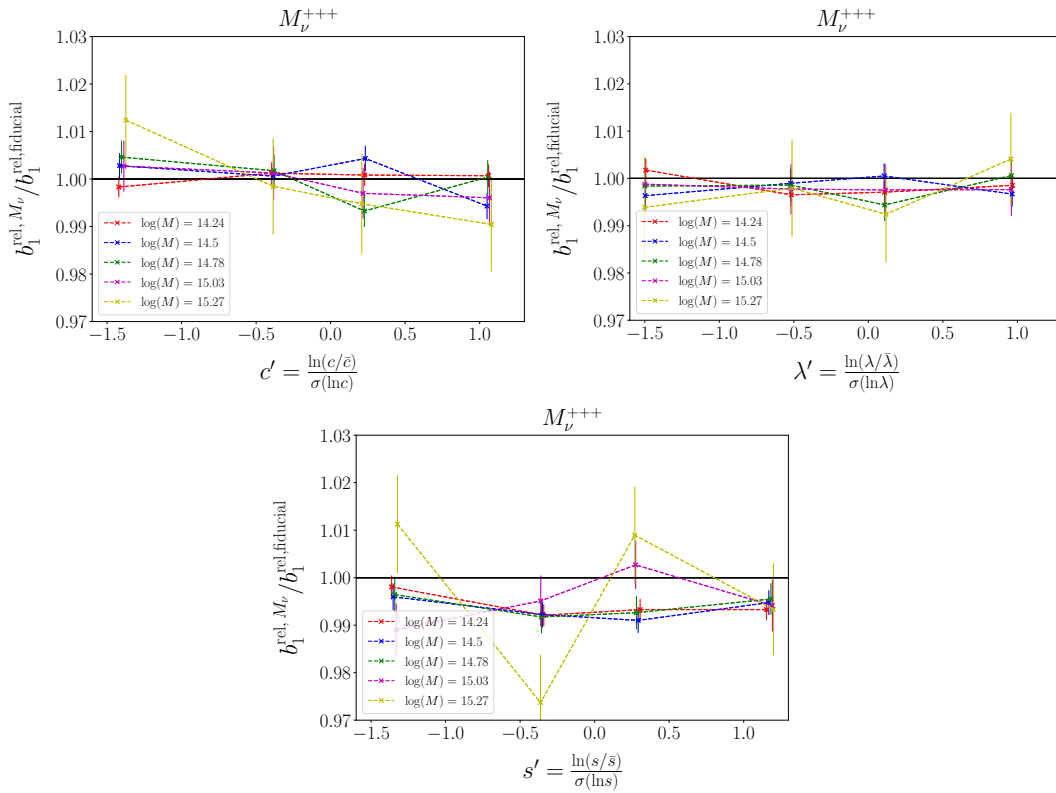 M_ν^{+++}
1.03
1.02
1.01
1.00
0.99
0.98
0.97
b_1^{rel, M_ν}/b_1^{rel,fiducial}
log(M) = 14.24
log(M) = 14.5
log(M) = 14.78
log(M) = 15.03
log(M) = 15.27
−1.5 −1.0 −0.5 0.0 0.5 1.0
c′ = ln(c/c̄)/σ(lnc)
M_ν^{+++}
1.03
1.02
1.01
1.00
0.99
0.98
0.97
b_1^{rel, M_ν}/b_1^{rel,fiducial}
log(M) = 14.24
log(M) = 14.5
log(M) = 14.78
log(M) = 15.03
log(M) = 15.27
−1.5 −1.0 −0.5 0.0 0.5 1.0
λ′ = ln(λ/λ̄)/σ(lnλ)
M_ν^{+++}
1.03
1.02
1.01
1.00
0.99
0.98
0.97
b_1^{rel, M_ν}/b_1^{rel,fiducial}
log(M) = 14.24
log(M) = 14.5
log(M) = 14.78
log(M) = 15.03
log(M) = 15.27
−1.5 −1.0 −0.5 0.0 0.5 1.0
s′ = ln(s/s̄)/σ(lns)